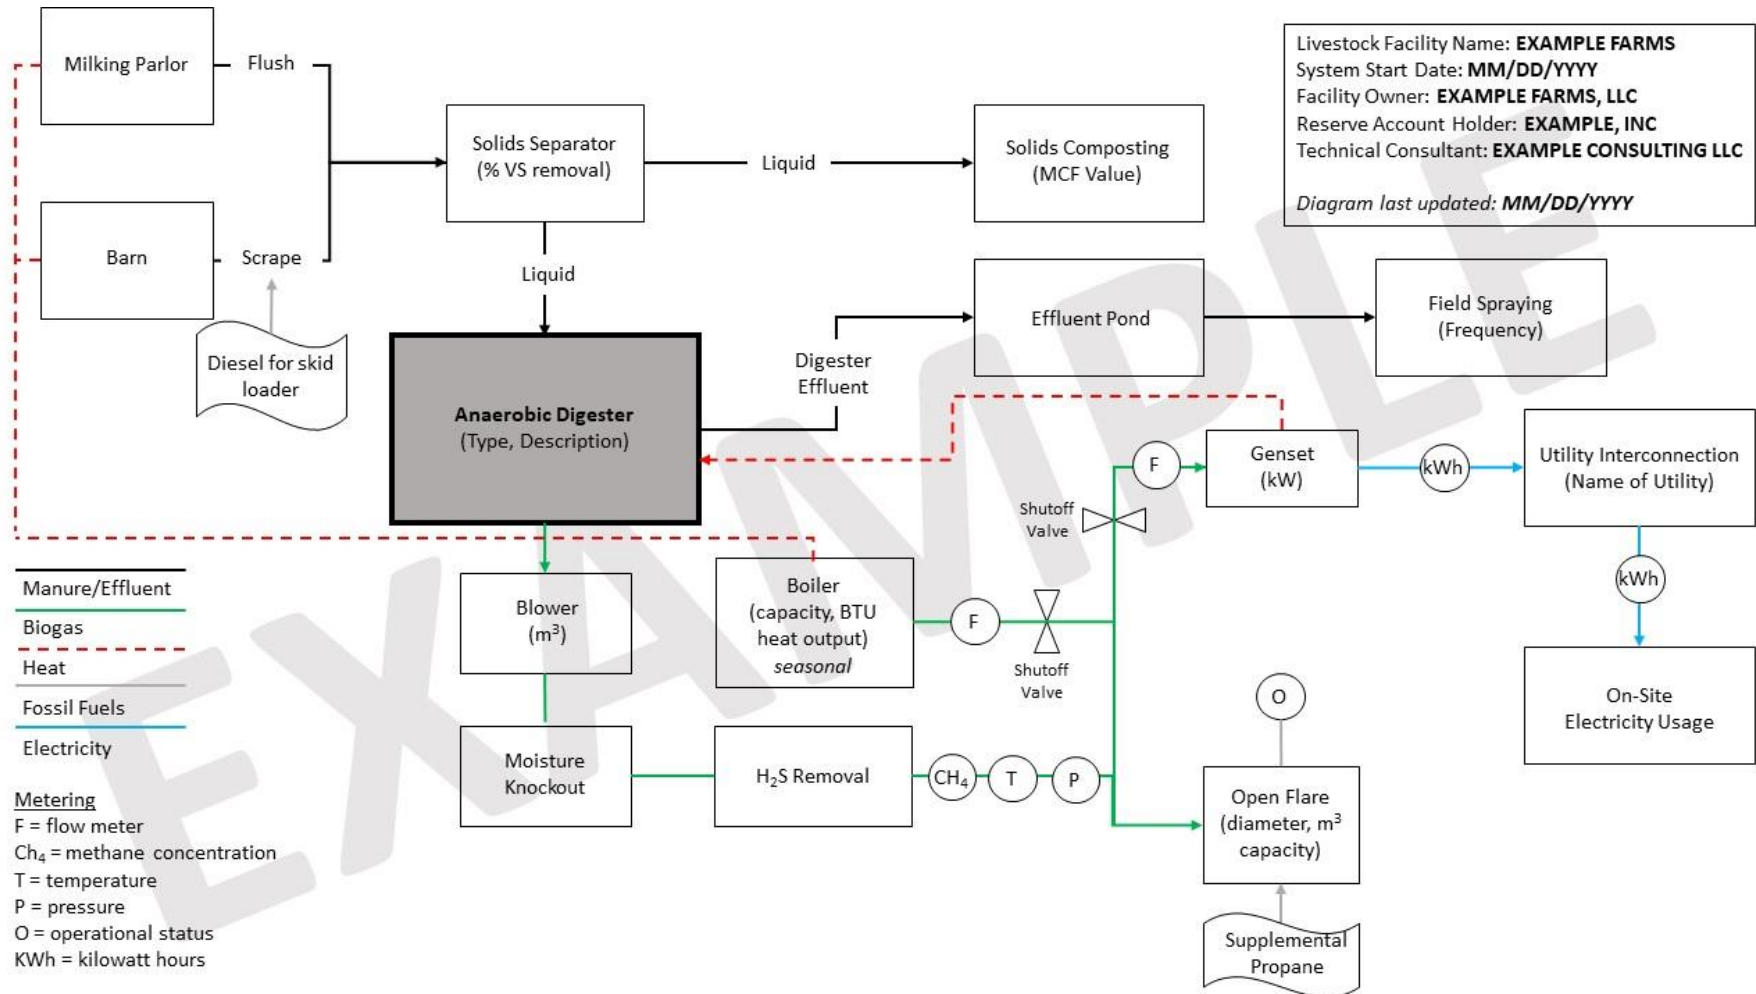 Milking Parlor
Flush
Barn
Scrape
Diesel for skid
loader
Solids Separator
(% VS removal)
Liquid
Solids Composting
(MCF Value)
Liquid
Livestock Facility Name: EXAMPLE FARMS
System Start Date: MM/DD/YYYY
Facility Owner: EXAMPLE FARMS, LLC
Reserve Account Holder: EXAMPLE, INC
Technical Consultant: EXAMPLE CONSULTING LLC
Diagram last updated: MM/DD/YYYY
Anaerobic Digester
(Type, Description)
Digester
Effluent
Effluent Pond
Field Spraying
(Frequency)
F
Genset
(kW)
kWh
Utility Interconnection
(Name of Utility)
Shutoff
Valve
kWh
On-Site
Electricity Usage
Blower
(m³)
Boiler
(capacity, BTU
heat output)
seasonal
F
Shutoff
Valve
Moisture
Knockout
H₂S Removal
CH₄
T
P
O
Open Flare
(diameter, m³
capacity)
Supplemental
Propane
Manure/Effluent
Biogas
Heat
Fossil Fuels
Electricity
Metering
F = flow meter
Ch₄ = methane concentration
T = temperature
P = pressure
O = operational status
KWh = kilowatt hours
EXAMPLE